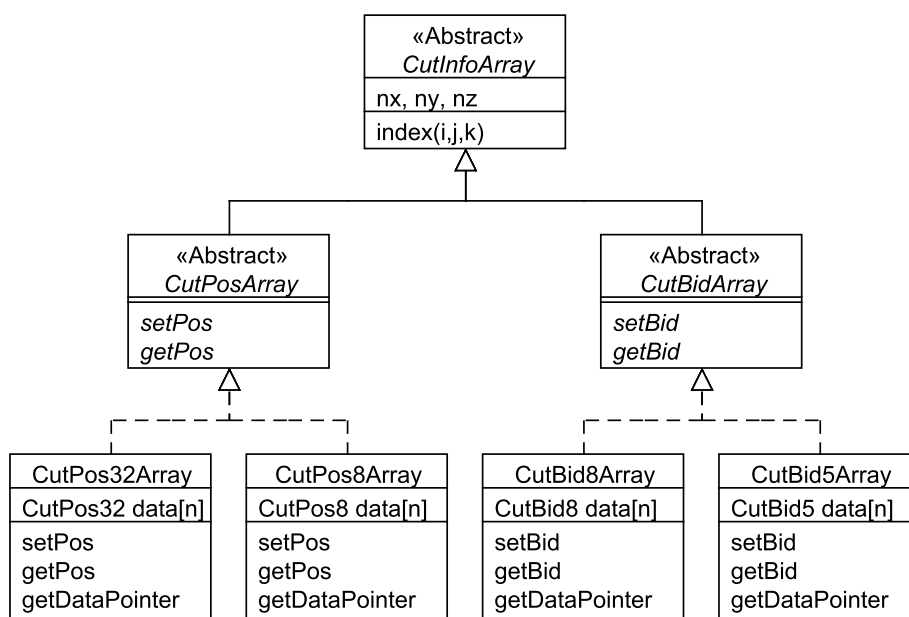 «Abstract»
CutInfoArray
nx, ny, nz
index(i,j,k)
«Abstract»
CutPosArray
setPos
getPos
«Abstract»
CutBidArray
setBid
getBid
CutPos32Array
CutPos32 data[n]
setPos
getPos
getDataPointer
CutPos8Array
CutPos8 data[n]
setPos
getPos
getDataPointer
CutBid8Array
CutBid8 data[n]
setBid
getBid
getDataPointer
CutBid5Array
CutBid5 data[n]
setBid
getBid
getDataPointer